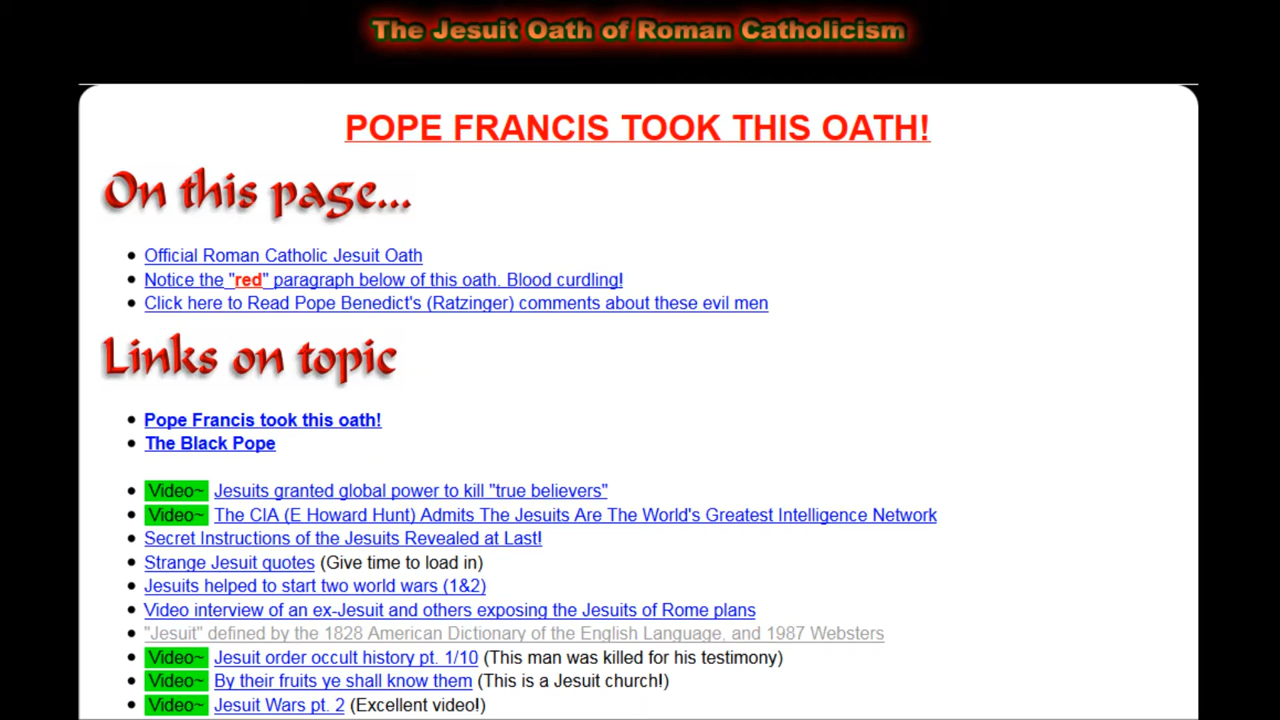 The Jesuit Oath of Roman Catholicism
POPE FRANCIS TOOK THIS OATH!
On this page...
Official Roman Catholic Jesuit Oath
Notice the "red" paragraph below of this oath. Blood curdling!
Click here to Read Pope Benedict's (Ratzinger) comments about these evil men
Links on topic
Pope Francis took this oath!
The Black Pope
Video~ Jesuits granted global power to kill "true believers"
Video~ The CIA (E Howard Hunt) Admits The Jesuits Are The World's Greatest Intelligence Network
Secret Instructions of the Jesuits Revealed at Last!
Strange Jesuit quotes (Give time to load in)
Jesuits helped to start two world wars (1&2)
Video interview of an ex-Jesuit and others exposing the Jesuits of Rome plans
"Jesuit" defined by the 1828 American Dictionary of the English Language, and 1987 Websters
Video~ Jesuit order occult history pt. 1/10 (This man was killed for his testimony)
Video~ By their fruits ye shall know them (This is a Jesuit church!)
Video~ Jesuit Wars pt. 2 (Excellent video!)